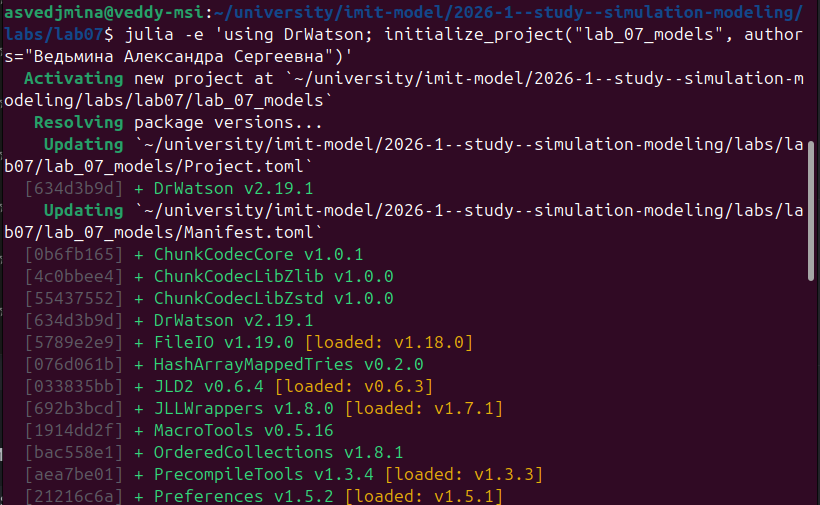 asvedjmina@veddy-msi:~/university/imit-model/2026-1--study--simulation-modeling/
labs/lab07$ julia -e 'using DrWatson; initialize_project("lab_07_models", author
s="Ведьмина Александра Сергеевна")'
Activating new project at `~/university/imit-model/2026-1--study--simulation-m
odeling/labs/lab07/lab_07_models`
Resolving package versions...
Updating `~/university/imit-model/2026-1--study--simulation-modeling/labs/la
b07/lab_07_models/Project.toml`
[634d3b9d] + DrWatson v2.19.1
Updating `~/university/imit-model/2026-1--study--simulation-modeling/labs/la
b07/lab_07_models/Manifest.toml`
[0b6fb165] + ChunkCodecCore v1.0.1
[4c0bbee4] + ChunkCodecLibZlib v1.0.0
[55437552] + ChunkCodecLibZstd v1.0.0
[634d3b9d] + DrWatson v2.19.1
[5789e2e9] + FileIO v1.19.0 [loaded: v1.18.0]
[076d061b] + HashArrayMappedTries v0.2.0
[033835bb] + JLD2 v0.6.4 [loaded: v0.6.3]
[692b3bcd] + JLLWrappers v1.8.0 [loaded: v1.7.1]
[1914dd2f] + MacroTools v0.5.16
[bac558e1] + OrderedCollections v1.8.1
[aea7be01] + PrecompileTools v1.3.4 [loaded: v1.3.3]
[21216c6a] + Preferences v1.5.2 [loaded: v1.5.1]